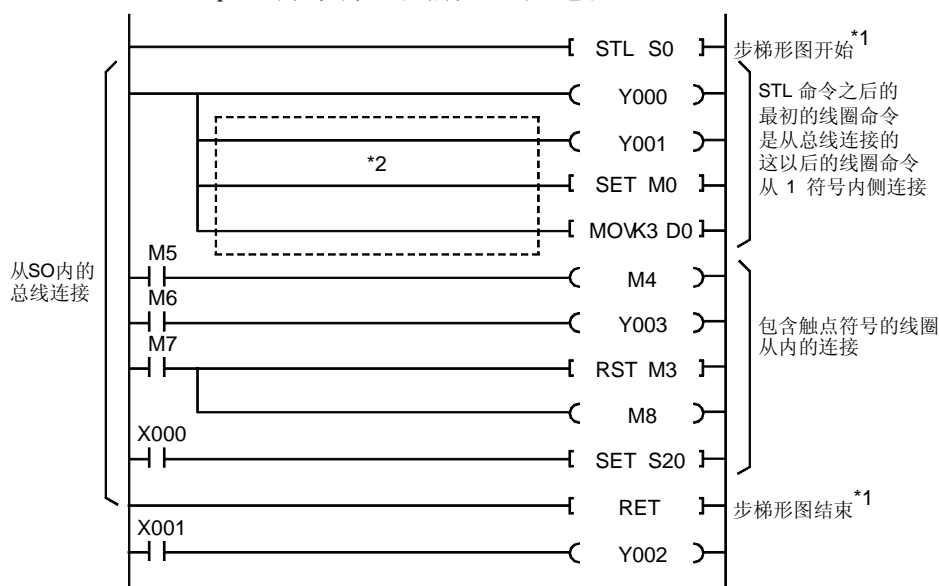 STL S0
步梯形图开始*1
Y000
STL 命令之后的
最初的线圈命令
是从总线连接的
这以后的线圈命令
从 1 符号内侧连接
Y001
*2
SET M0
MOVK3 D0
从SO内的
总线连接
M5
M4
M6
Y003
包含触点符号的线圈
从内的连接
M7
RST M3
M8
X000
SET S20
RET
步梯形图结束*1
X001
Y002